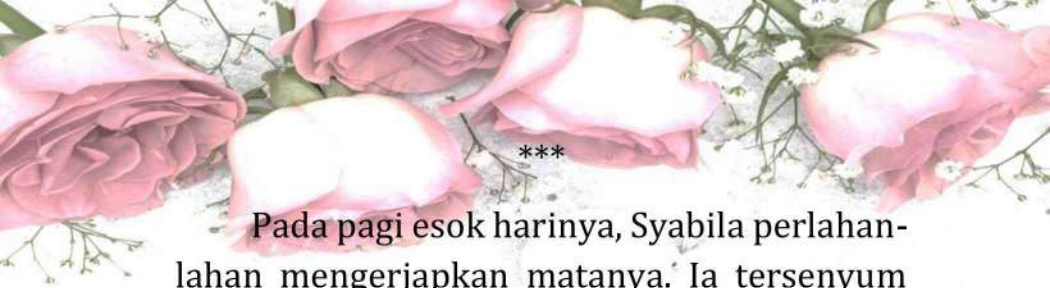 ***
Pada pagi esok harinya, Syabila perlahan-
lahan mengerjapkan matanya. Ia tersenyum